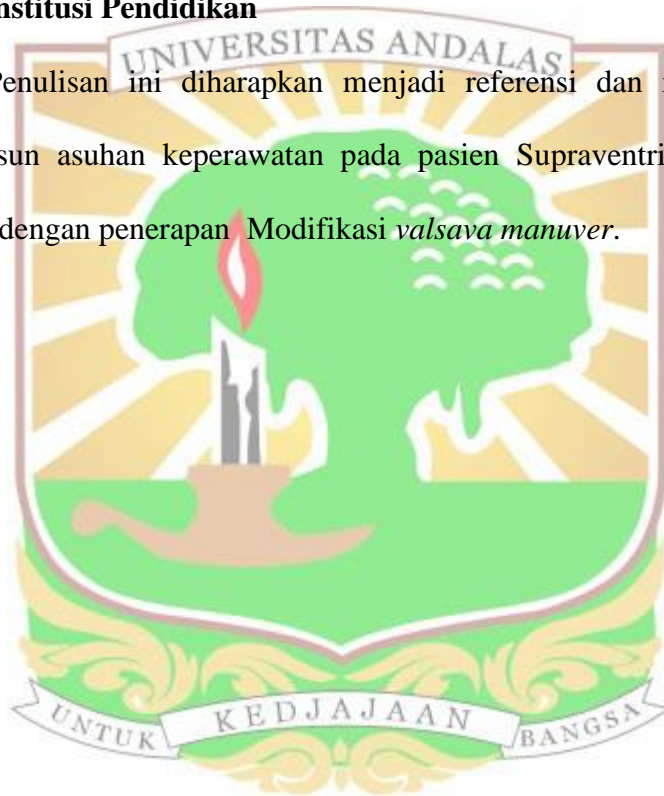 nstitusi Pendidikan
UNIVERSITAS ANDALAS
Penulisan ini diharapkan menjadi referensi dan
sun asuhan keperawatan pada pasien Supraventri
dengan penerapan Modifikasi valsava manuver.
UNTUK KEDJAJAAN BANGSA